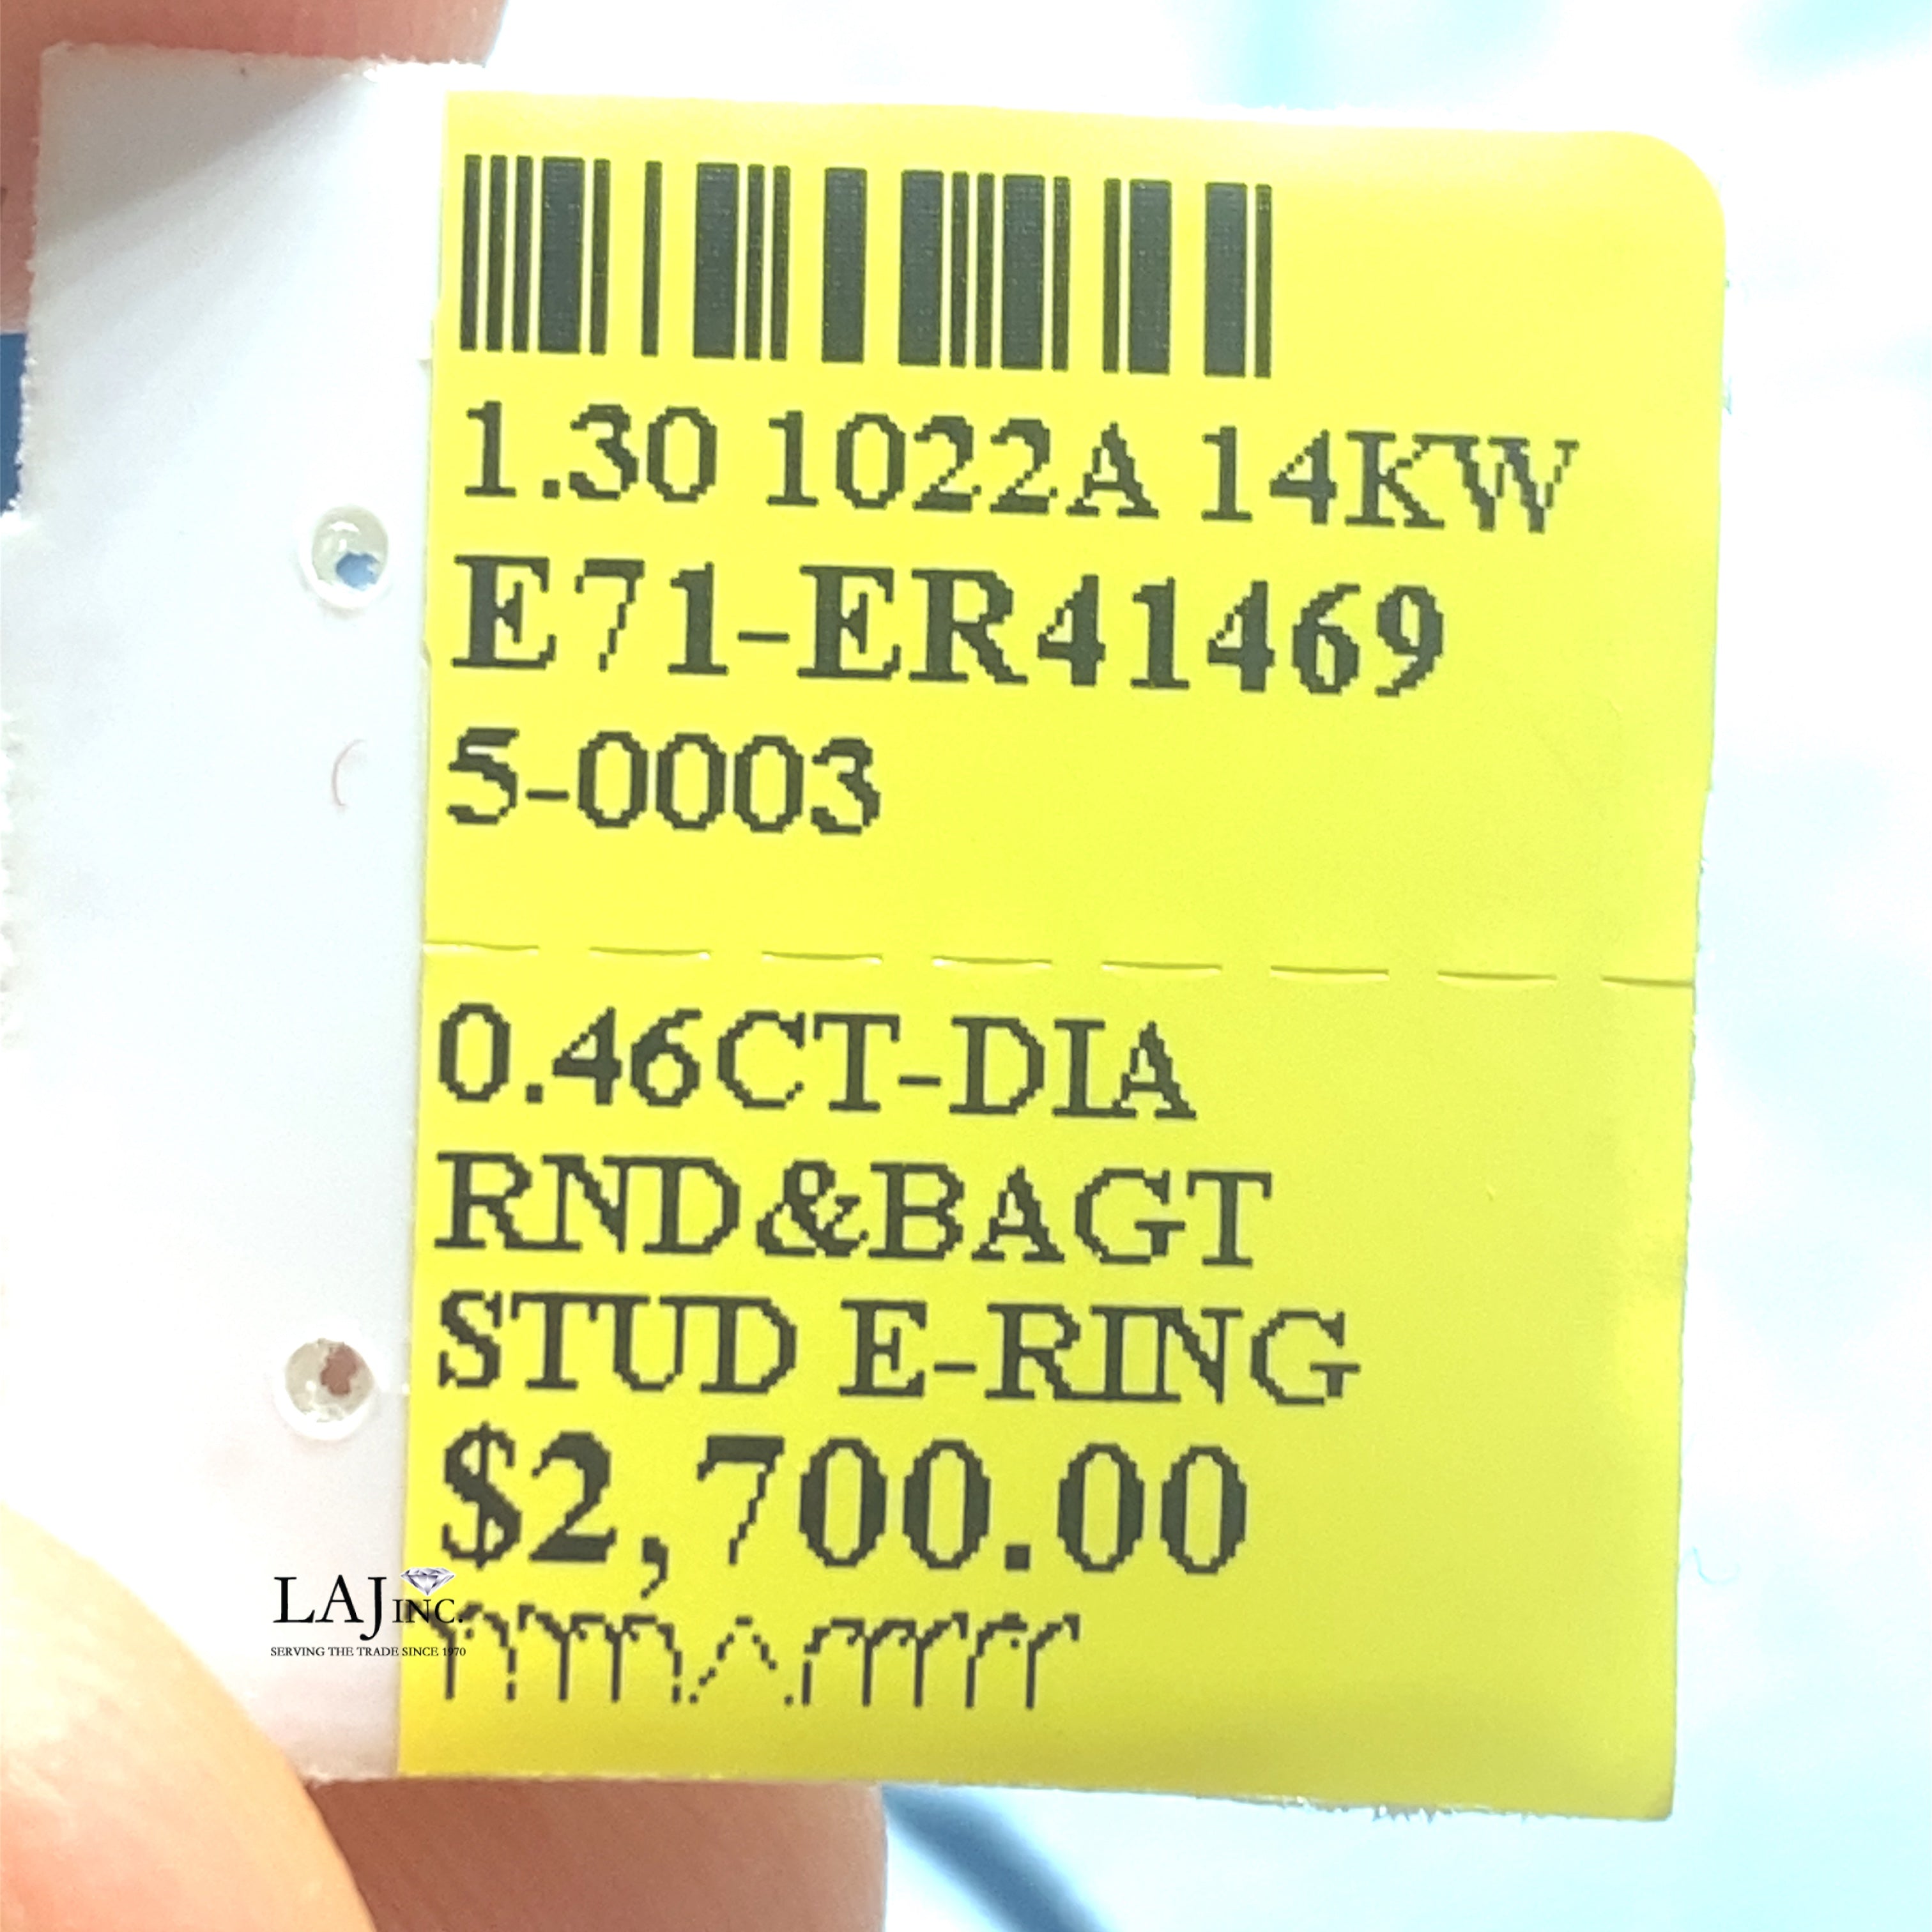 1.30 1022A 14KW
E71-ER41469
5-0003
0.46CT-DIA
RND&BAGT
STUD E-RING
$2,700.00
LAJ INC.
SERVING THE TRADE SINCE 1970